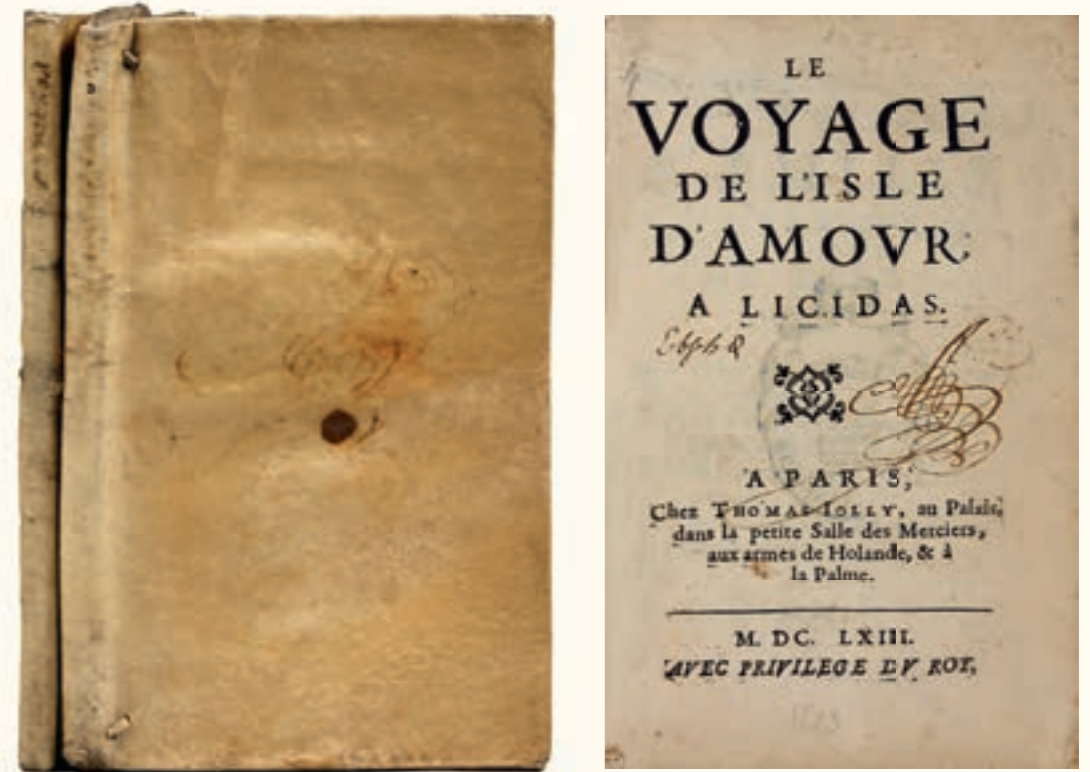 LE
VOYAGE
DE L'ISLE
D'AMOVR;
A LICIDAS.
A PARIS,
Chez THOMAS IOLLY, au Palais,
dans la petite Salle des Merciers,
aux armes de Holande, & à
la Palme.
M. DC. LXIII.
AVEC PRIVILEGE DV ROY,